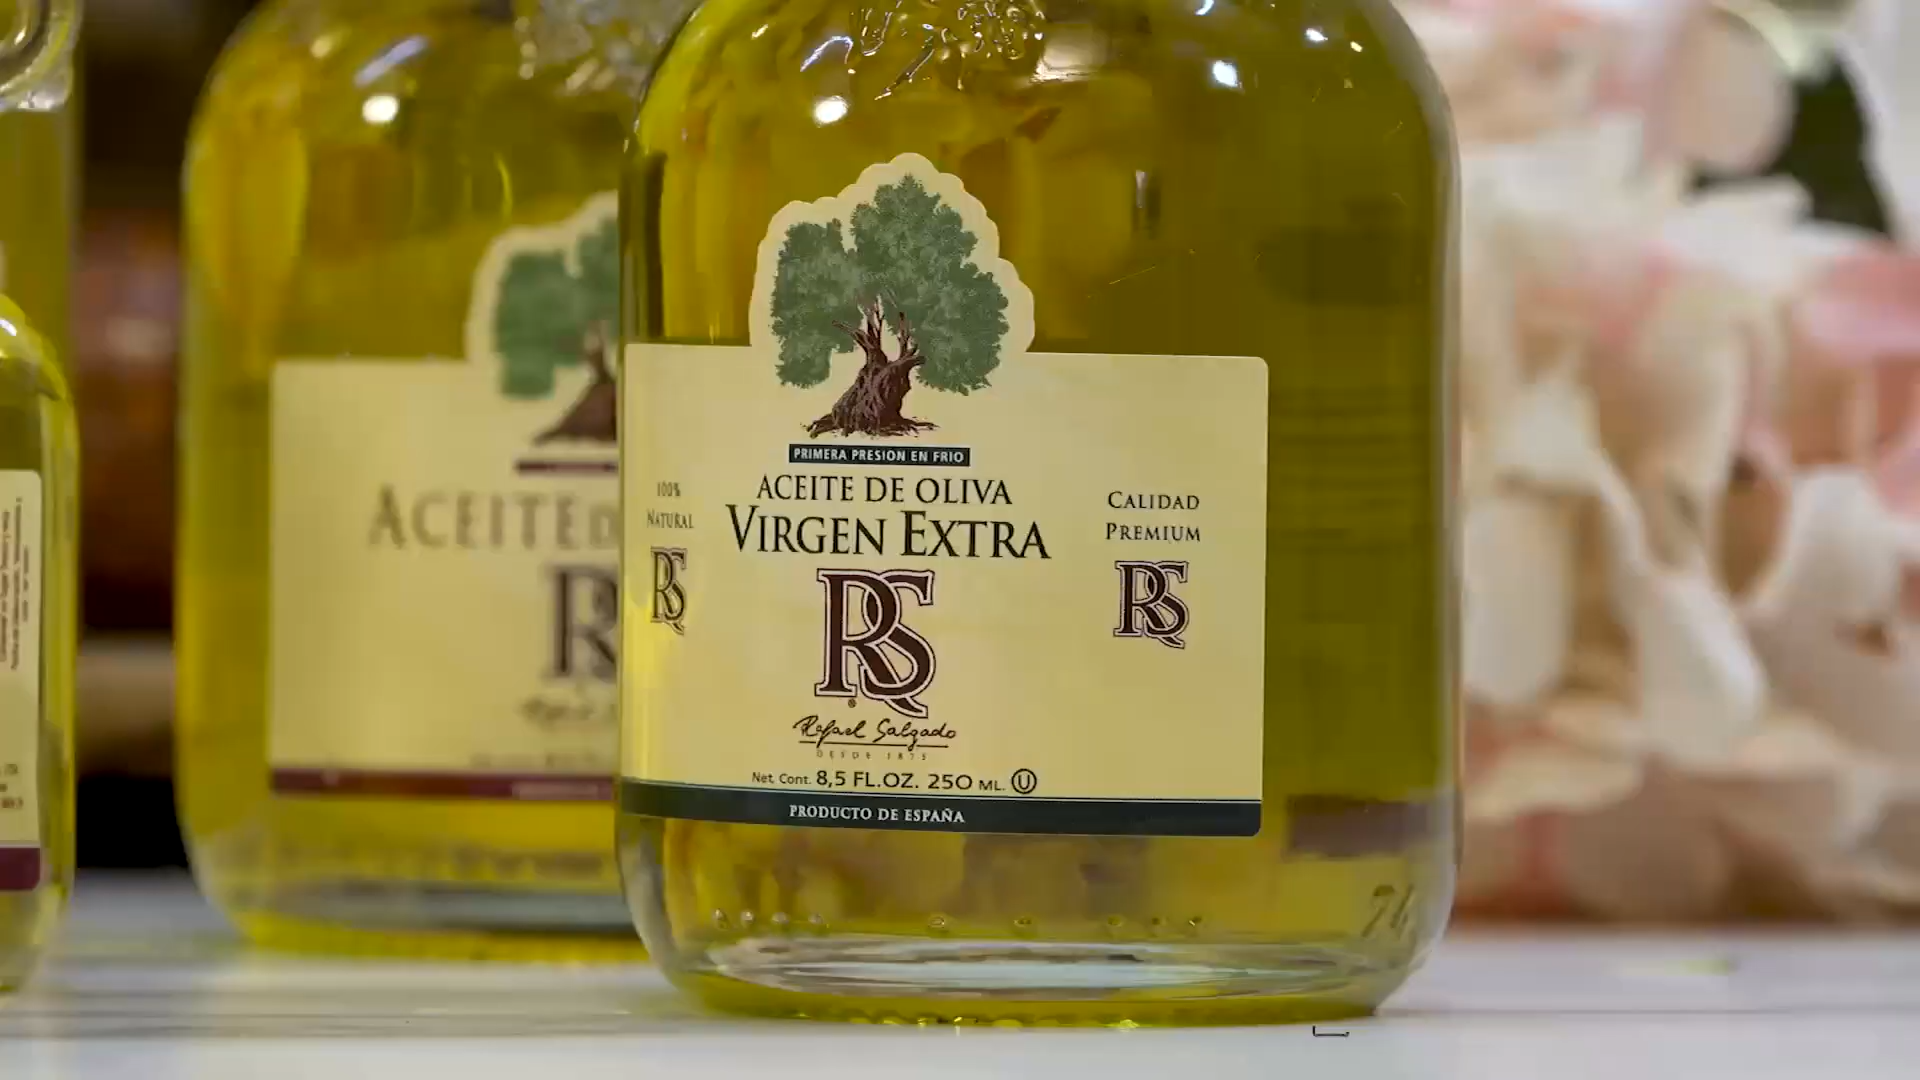 PRIMERA PRESION EN FRIO
ACEITE DE OLIVA
VIRGEN EXTRA
100%
NATURAL
RS
CALIDAD
PREMIUM
RS
RS
®
Rafael Salgado
DESDE 1875
Net. Cont. 8,5 FL.OZ. 250 ML. U
PRODUCTO DE ESPAÑA
ACEITE
R
74